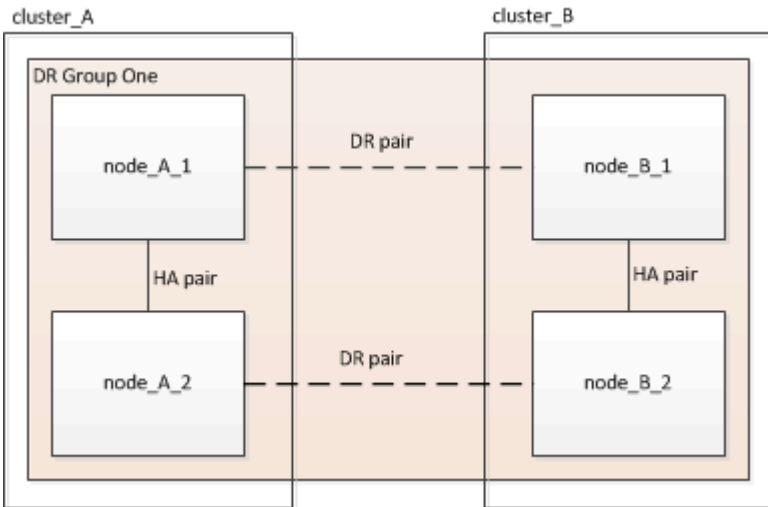 cluster_A
cluster_B
DR Group One
node_A_1
DR pair
node_B_1
HA pair
HA pair
node_A_2
DR pair
node_B_2